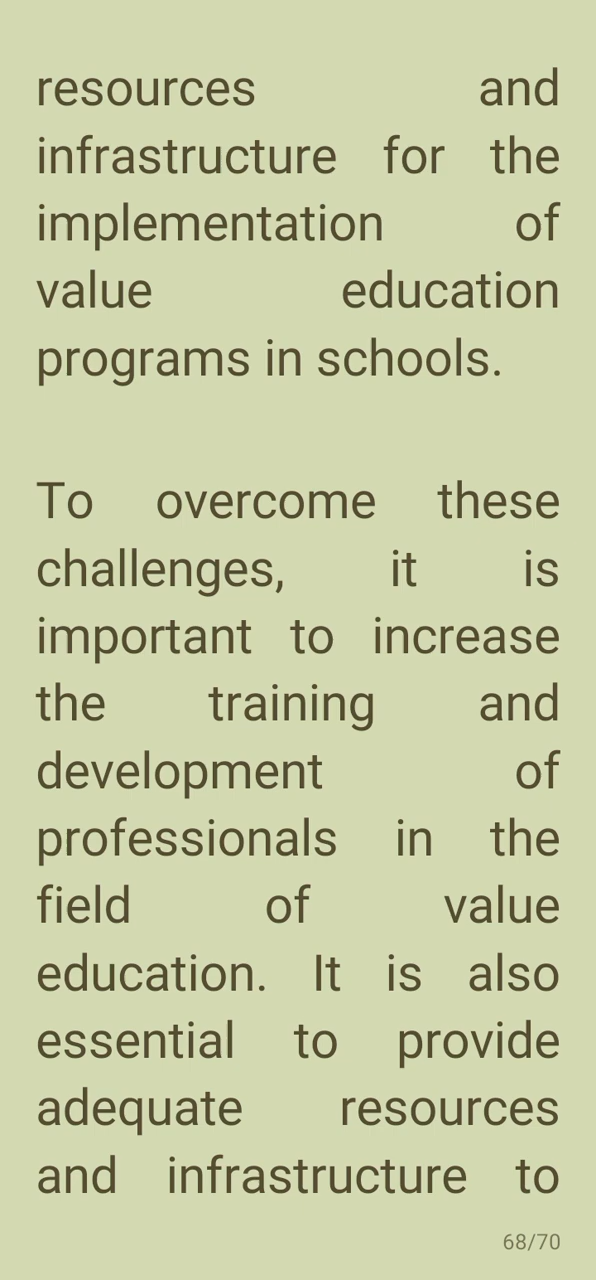 resources and
infrastructure for the
implementation of
value education
programs in schools.
To overcome these
challenges, it is
important to increase
the training and
development of
professionals in the
field of value
education. It is also
essential to provide
adequate resources
and infrastructure to
68/70